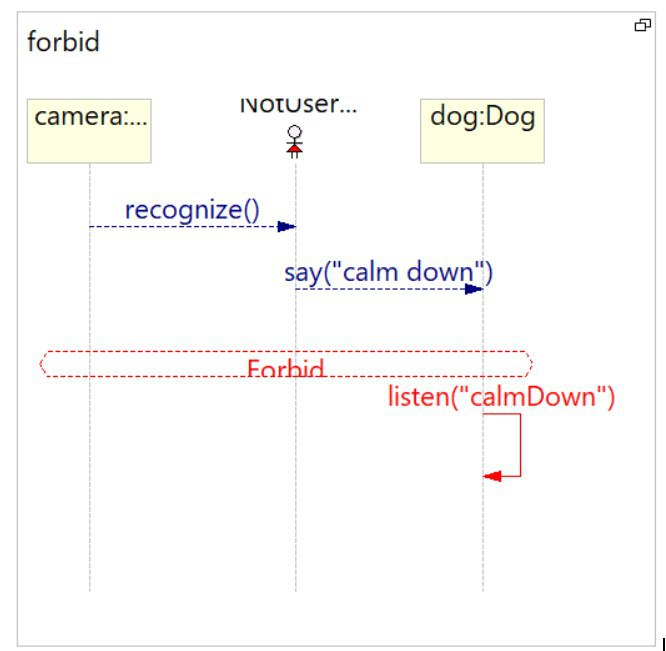 forbid
camera:...
NotUser...
dog:Dog
recognize()
say("calm down")
Forbid
listen("calmDown")